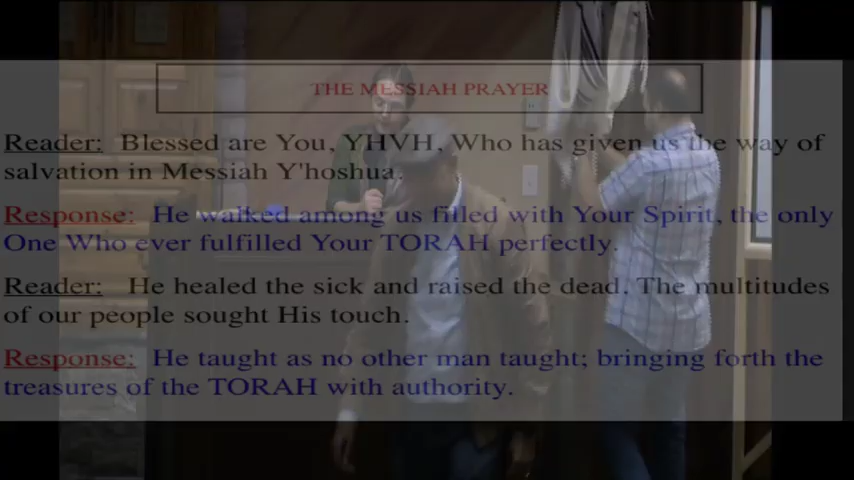 THE MESSIAH PRAYER
Reader: Blessed are You, YHVH, Who has given us the way of
salvation in Messiah Y'hoshua.
Response: He walked among us filled with Your Spirit, the only
One Who ever fulfilled Your TORAH perfectly.
Reader: He healed the sick and raised the dead. The multitudes
of our people sought His touch.
Response: He taught as no other man taught; bringing forth the
treasures of the TORAH with authority.